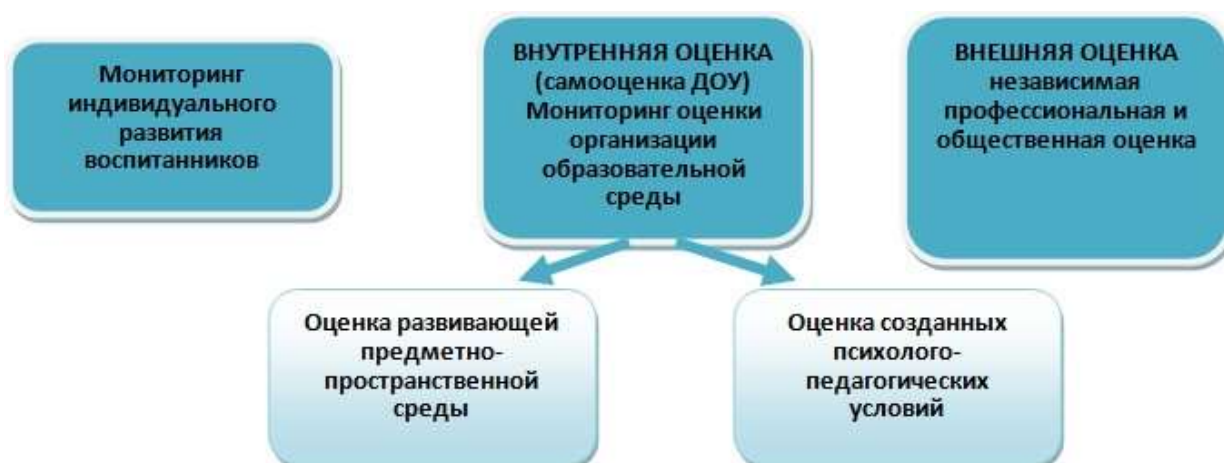 Мониторинг
индивидуального
развития
воспитанников
ВНУТРЕННЯЯ ОЦЕНКА
(самооценка ДОУ)
Мониторинг оценки
организации
образовательной
среды
ВНЕШНЯЯ ОЦЕНКА
независимая
профессиональная и
общественная оценка
Оценка развивающей
предметно-
пространственной
среды
Оценка созданных
психолого-
педагогических
условий